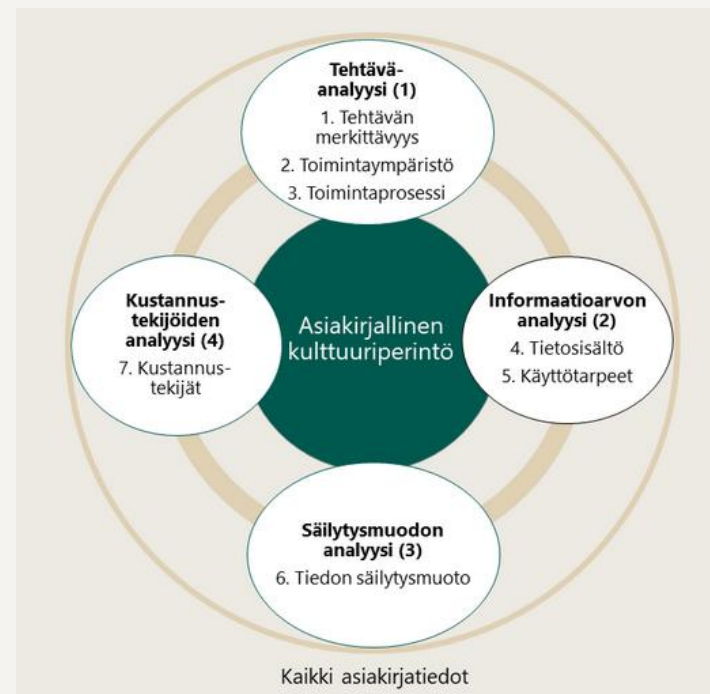 Tehtävä-
analyysi (1)
1. Tehtävän
merkittävyys
2. Toimintaympäristö
3. Toimintaprosessi
Kustannus-
tekijöiden
analyysi (4)
7. Kustannus-
tekijät
Asiakirjallinen
kulttuuriperintö
Informaatioarvon
analyysi (2)
4. Tietosisältö
5. Käyttötarpeet
Säilytysmuodon
analyysi (3)
6. Tiedon säilytysmuoto
Kaikki asiakirjatiedot